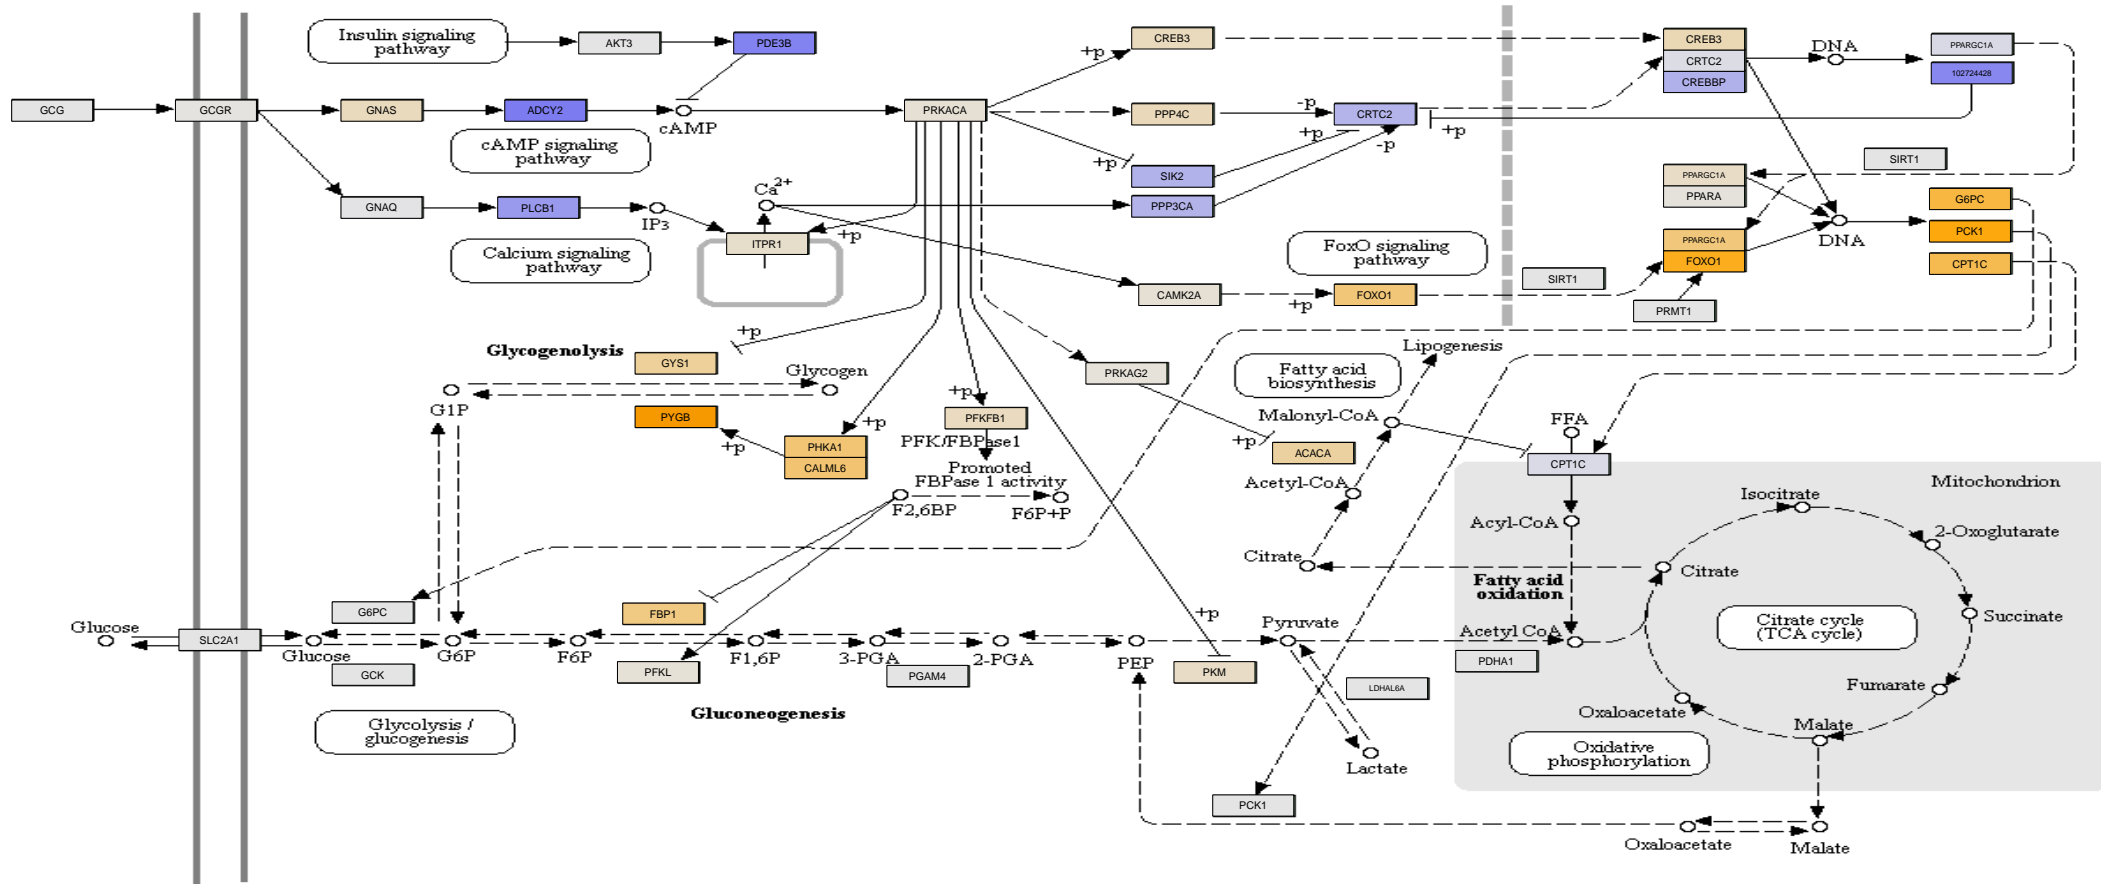 Insulin signaling
pathway
AKT3
PDE3B
CREB3
CREB3
CRTC2
CREBBP
DNA
PPARGC1A
102724428
+p
GCG
GCGR
GNAS
ADCY2
cAMP
PRKACA
PPP4C
-p
CRTC2
+p
+p
-p
+p
cAMP signaling
pathway
SIK2
PPP3CA
SIRT1
PPARGC1A
PPARA
G6PC
PCK1
CPT1C
GNAQ
PLCB1
IP3
Ca2+
ITPR1
+p
DNA
PPARGC1A
FOXO1
Calcium signaling
pathway
FoxO signaling
pathway
CAMK2A
+p
FOXO1
SIRT1
PRMT1
+p
Glycogenolysis
GYS1
Glycogen
G1P
PYGB
+p
PHKA1
CALML6
+p
+p
PFKFB1
PFK/FBPase1
Promoted
FBPase 1 activity
F2,6BP
F6P+P
PRKAG2
+p
Lipogenesis
Fatty acid
biosynthesis
Malonyl-CoA
ACACA
Acetyl-CoA
Citrate
FFA
CPT1C
Mitochondrion
Isocitrate
Acyl-CoA
2-Oxoglutarate
Citrate
Fatty acid
oxidation
Succinate
Citrate cycle
(TCA cycle)
Acetyl CoA
Fumarate
Oxaloacetate
Malate
Oxidative
phosphorylation
G6PC
FBP1
+p
Glucose
SLC2A1
Glucose
G6P
F6P
F1,6P
3-PGA
2-PGA
PEP
Pyruvate
GCK
PFKL
PGAM4
PKM
LDHAL6A
PDHA1
Gluconeogenesis
Glycolysis /
glucogenesis
Lactate
PCK1
Oxaloacetate
Malate